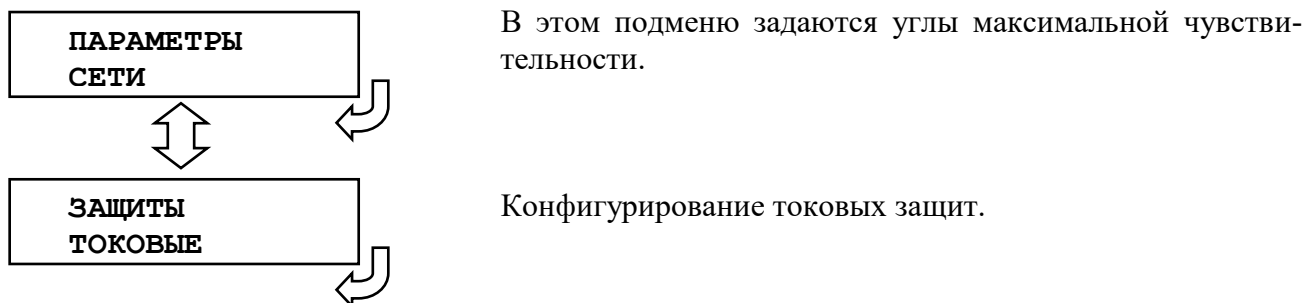 ПАРАМЕТРЫ
СЕТИ
В этом подменю задаются углы максимальной чувстви-
тельности.
ЗАЩИТЫ
ТОКОВЫЕ
Конфигурирование токовых защит.